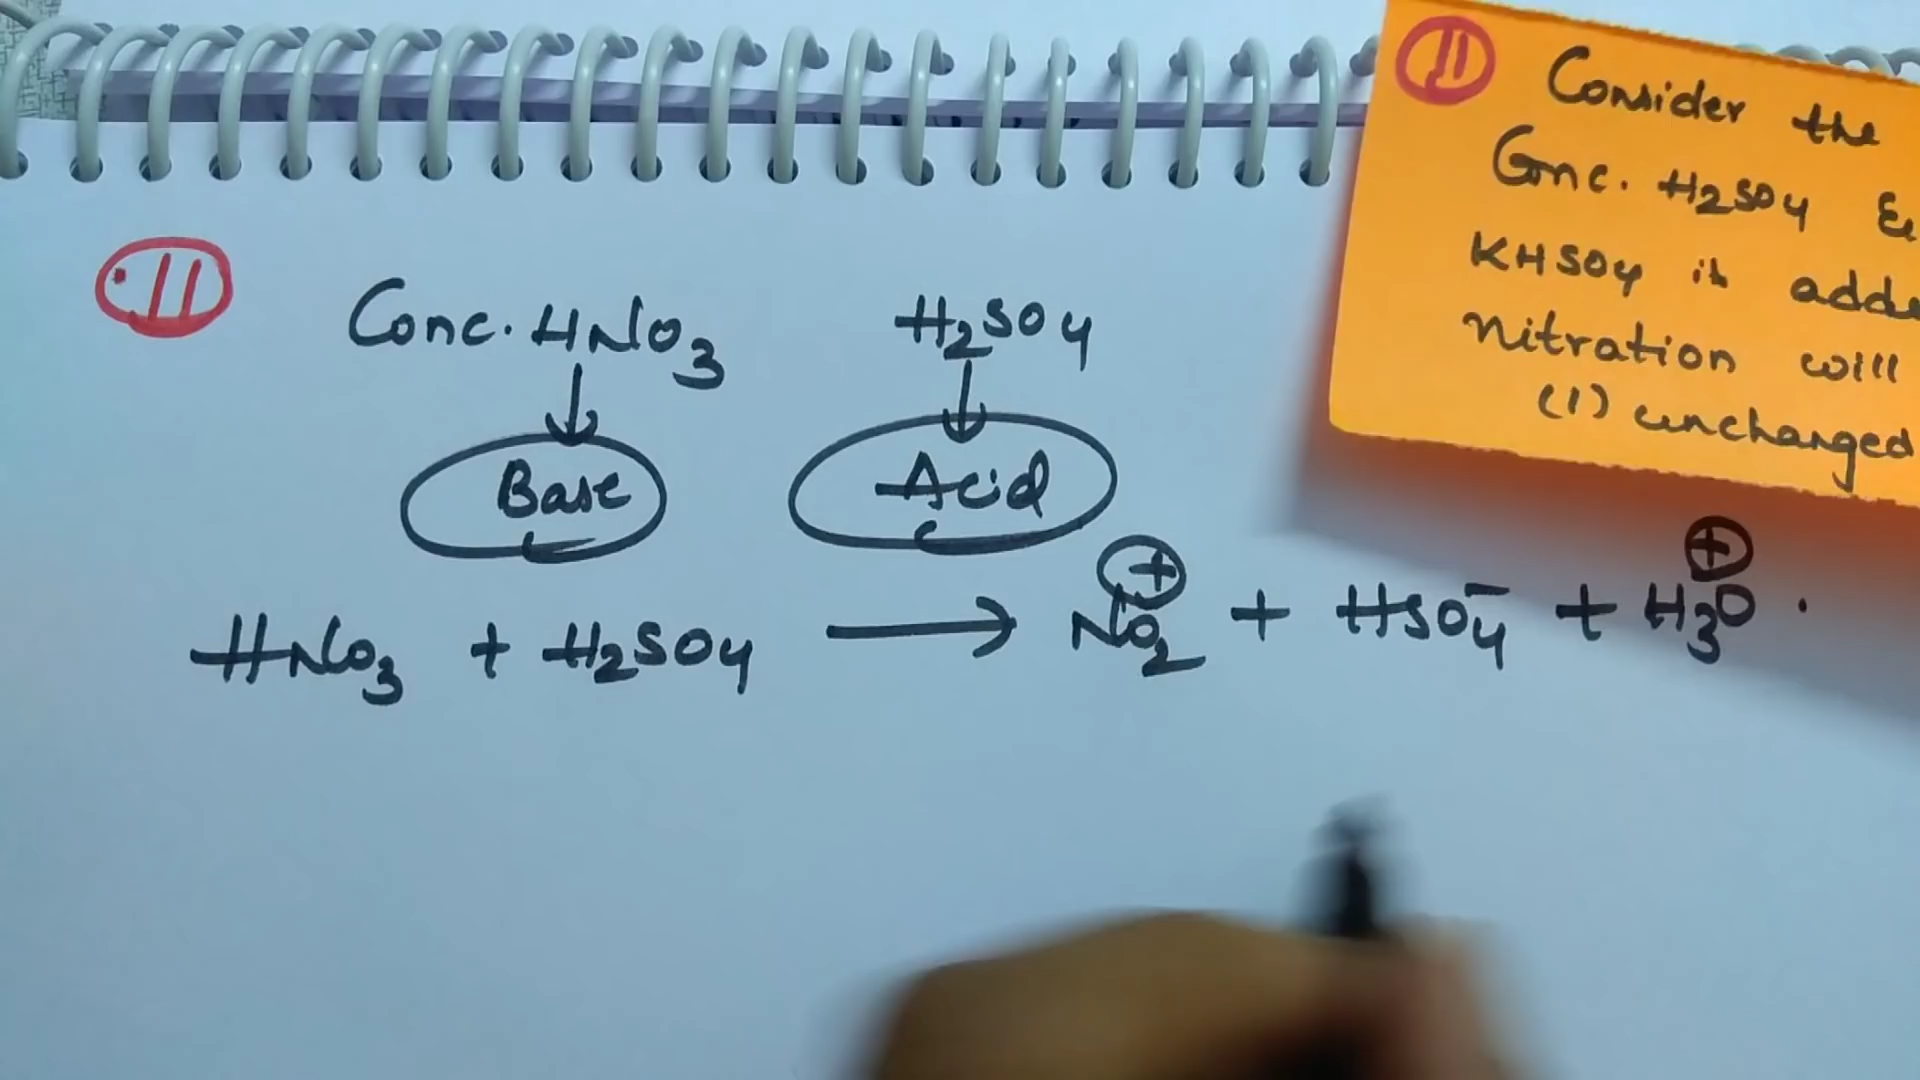 11 Consider the
Conc. H2SO4 &
KHSO4 is adde
nitration will
(1) unchanged
11 Conc. HNO3 H2SO4
Base Acid
HNO3 + H2SO4 ⟶ NO2⊕ + HSO4⁻ + H3O⊕ .